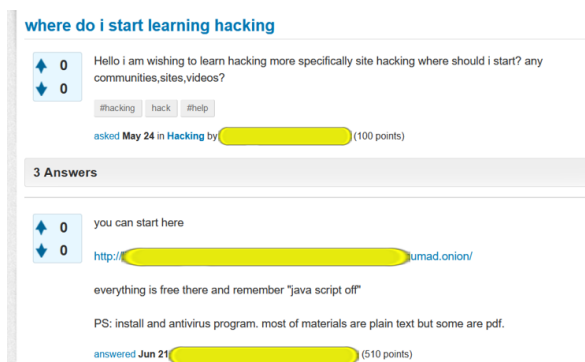 where do i start learning hacking
0
0
Hello i am wishing to learn hacking more specifically site hacking where should i start? any
communities,sites,videos?
#hacking hack #help
asked May 24 in Hacking by (100 points)
3 Answers
0
0
you can start here
http:// umad.onion/
everything is free there and remember "java script off"
PS: install and antivirus program. most of materials are plain text but some are pdf.
answered Jun 21 (510 points)